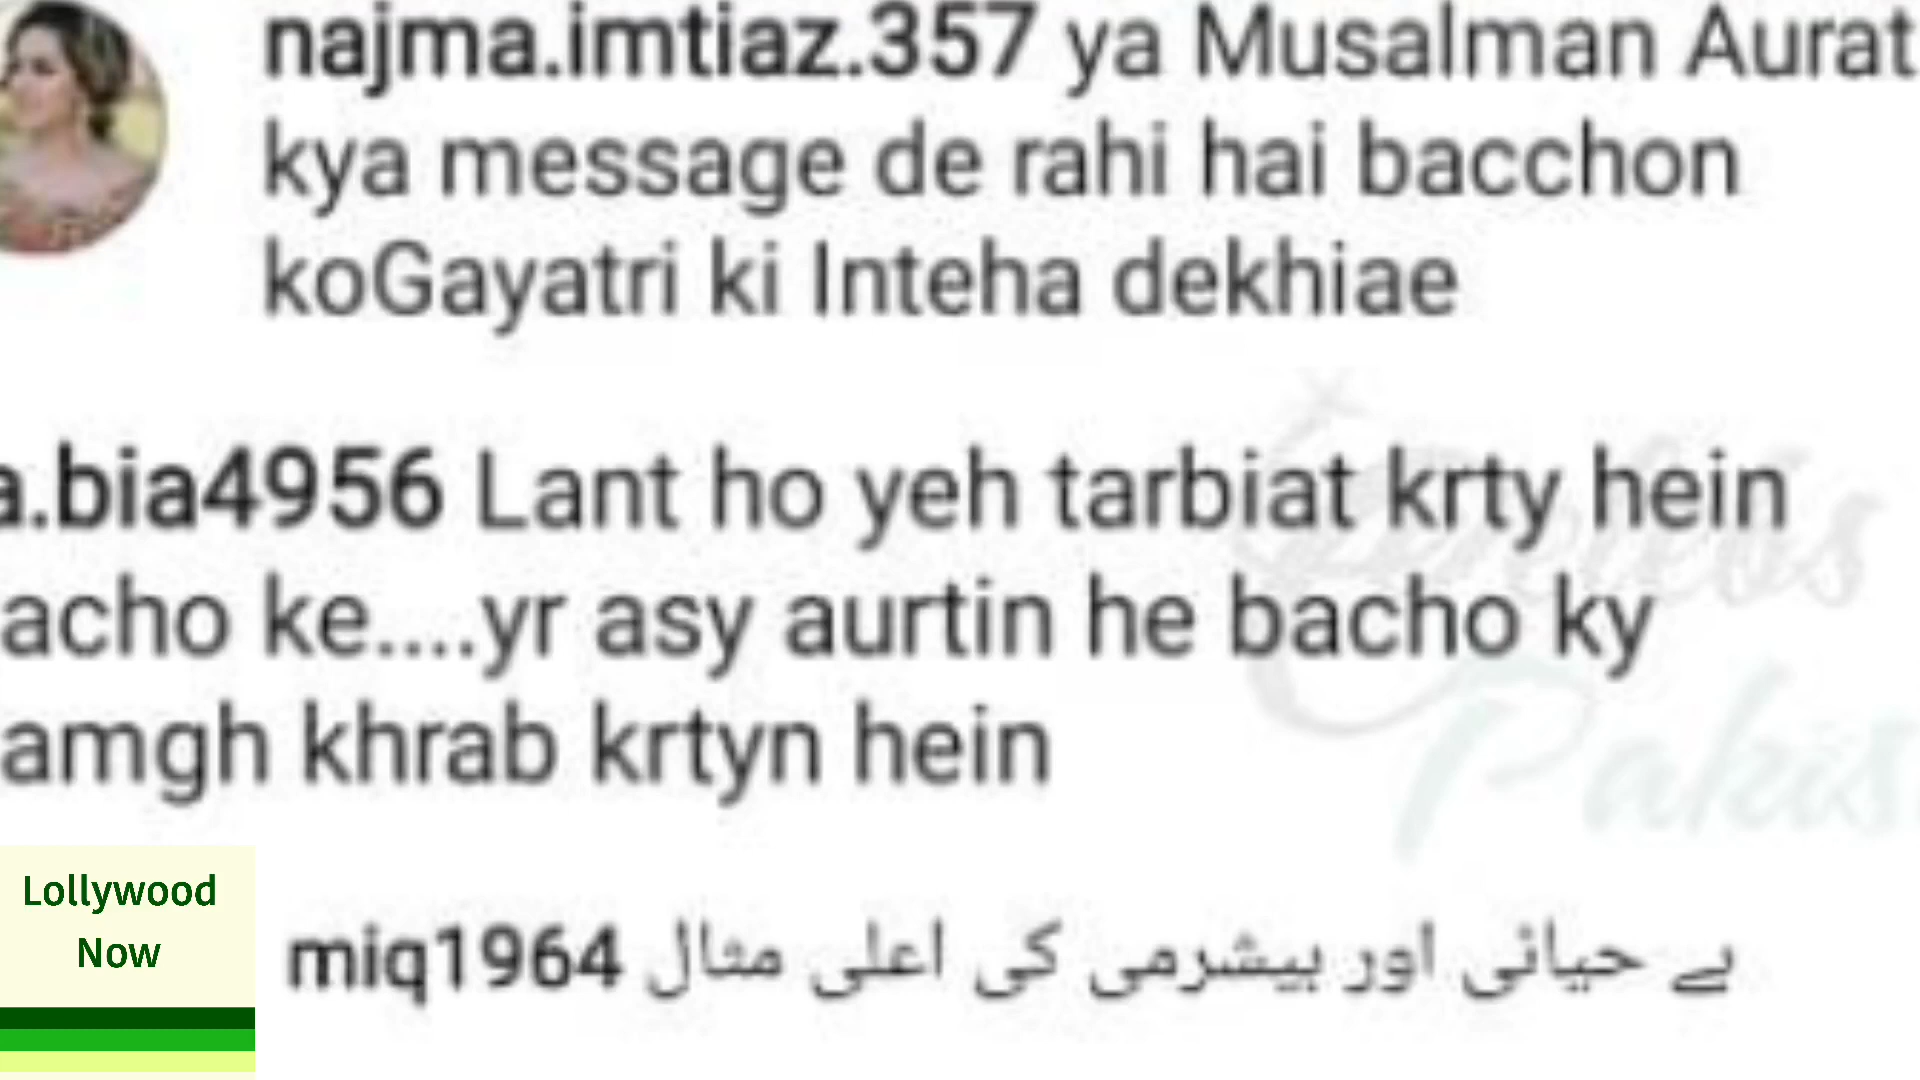 najma.imtiaz.357 ya Musalman Aurat
kya message de rahi hai bacchon
koGayatri ki Inteha dekhiae
a.bia4956 Lant ho yeh tarbiat krty hein
acho ke....yr asy aurtin he bacho ky
amgh khrab krtyn hein
Celebs
Pakis
Lollywood
Now
miq1964 بے حیائی اور بیشرمی کی اعلی مثال